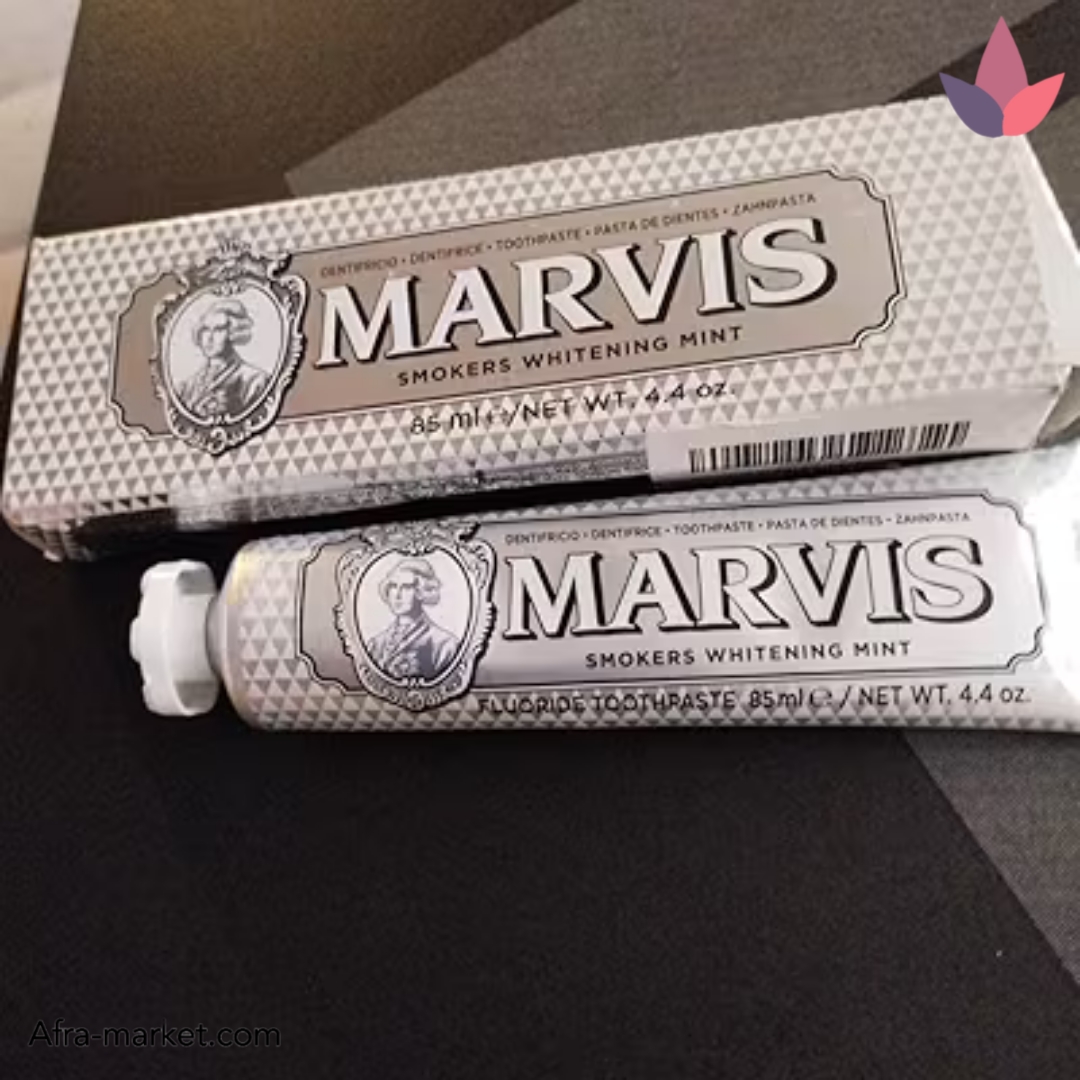 DENTIFRICIO • DENTIFRICE • TOOTHPASTE • PASTA DE DIENTES • ZAHNPASTA
MARVIS
SMOKERS WHITENING MINT
85 ml ℮/NET WT. 4.4 oz.
DENTIFRICIO • DENTIFRICE • TOOTHPASTE • PASTA DE DIENTES • ZAHNPASTA
MARVIS
SMOKERS WHITENING MINT
FLUORIDE TOOTHPASTE 85ml ℮ / NET WT. 4.4 oz.
Afra-market.com